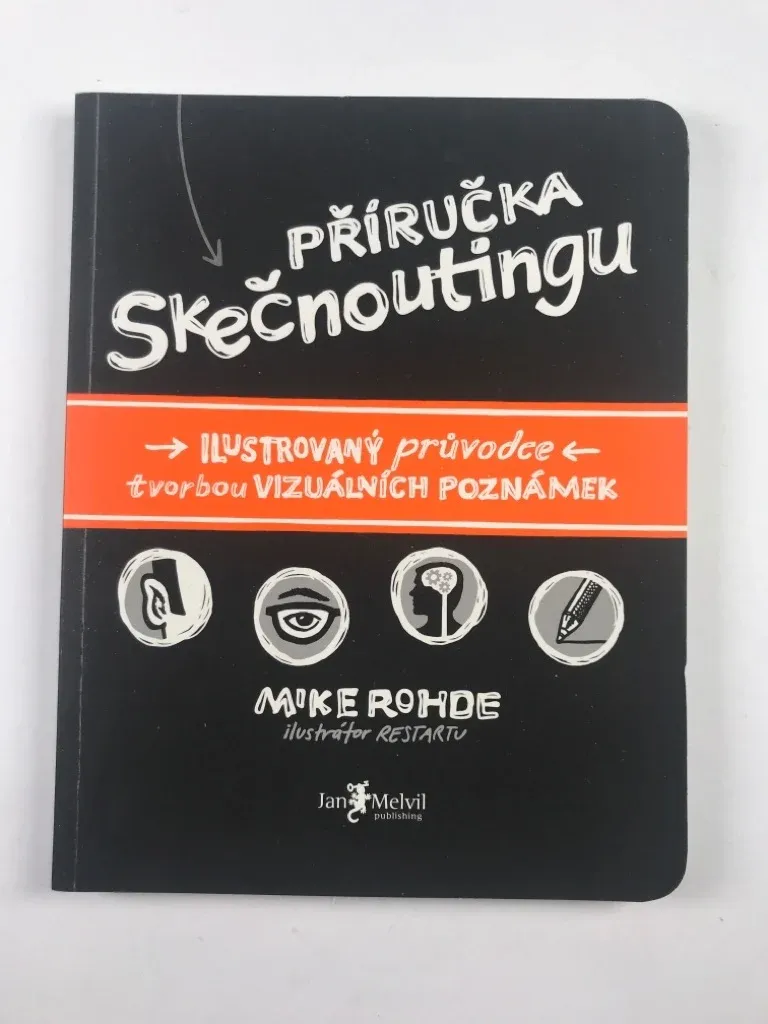 PŘÍRUČKA
Skečnoutingu
→ ILUSTROVANÝ průvodce ←
tvorbou VIZUÁLNÍCH POZNÁMEK
MIKE ROHDE
ilustrátor RESTARTU
Jan Melvil
publishing